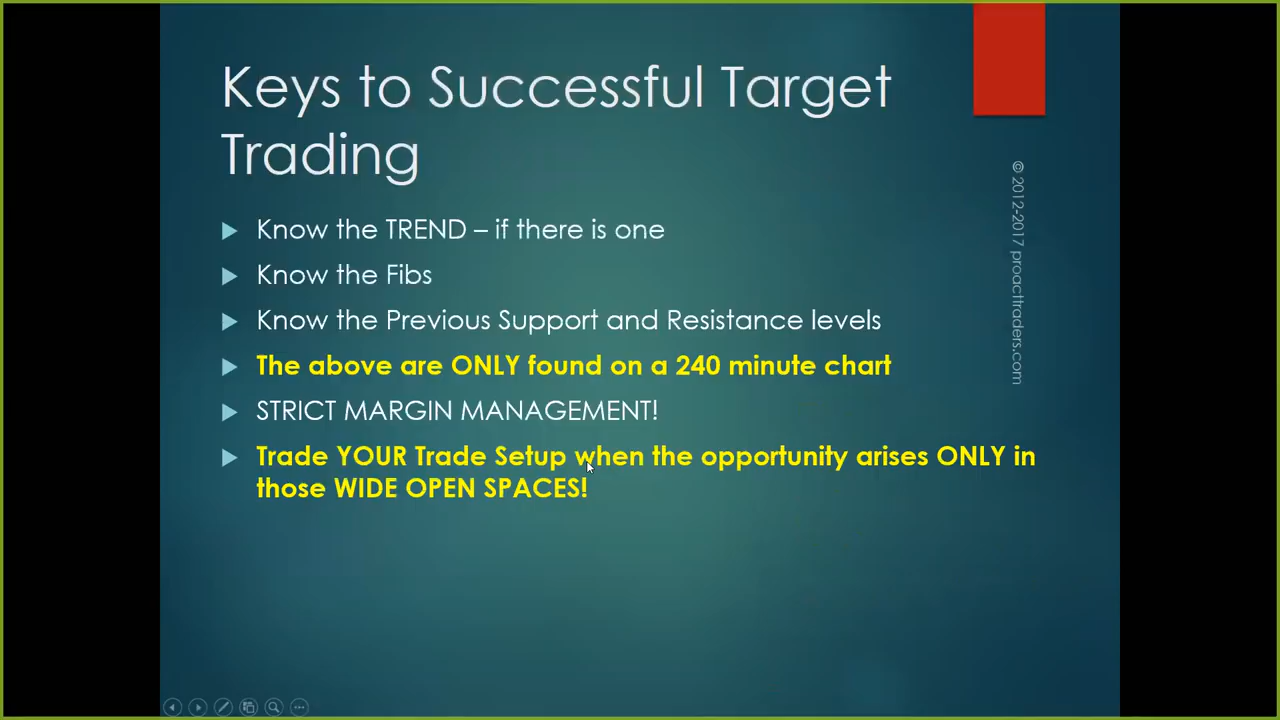 Keys to Successful Target
Trading
Know the TREND – if there is one
Know the Fibs
Know the Previous Support and Resistance levels
The above are ONLY found on a 240 minute chart
STRICT MARGIN MANAGEMENT!
Trade YOUR Trade Setup when the opportunity arises ONLY in
those WIDE OPEN SPACES!
© 2012-2017 proacttraders.com